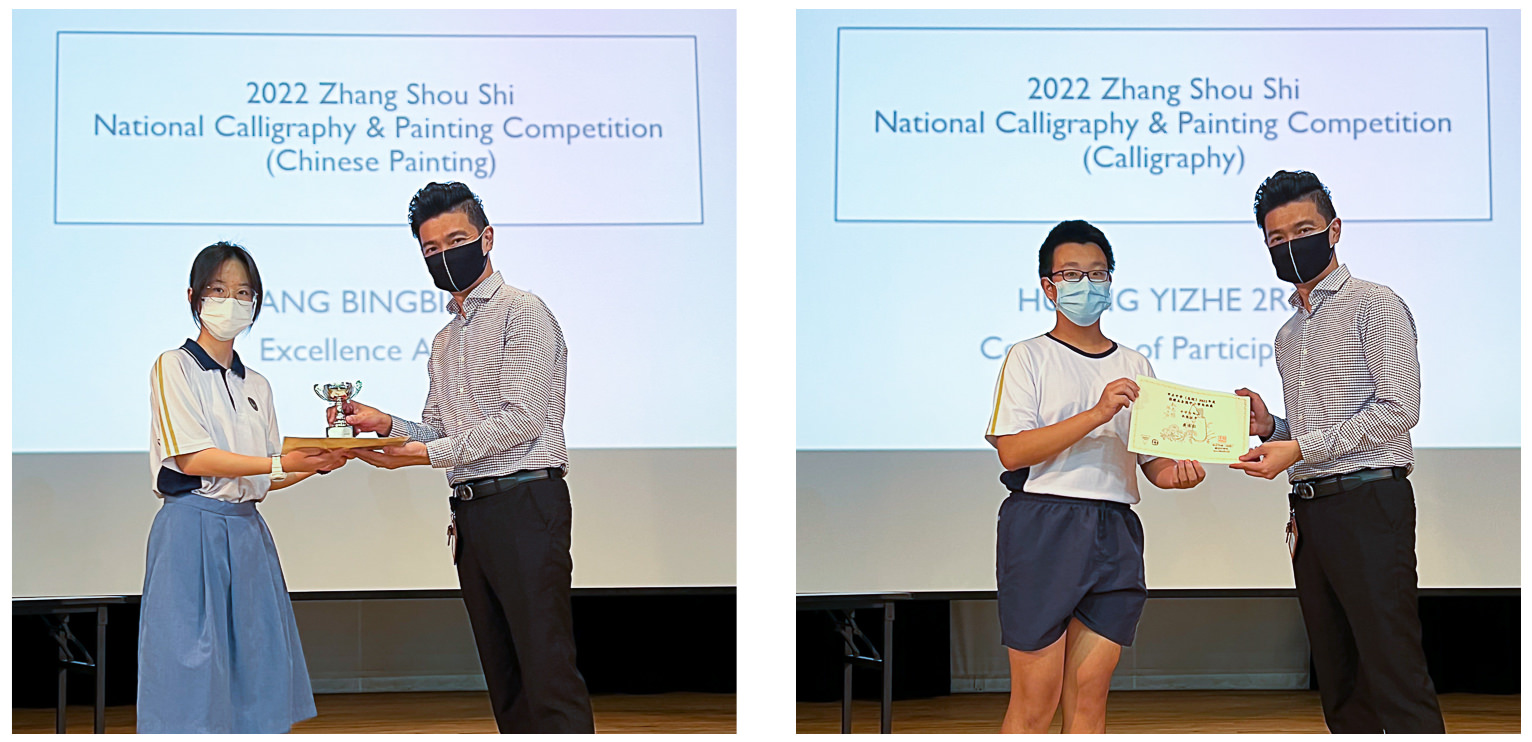 2022 Zhang Shou Shi
National Calligraphy & Painting Competition
(Chinese Painting)
ANG BINGBI
Excellence A
2022 Zhang Shou Shi
National Calligraphy & Painting Competition
(Calligraphy)
HU NG YIZHE 2R
Co of Particip